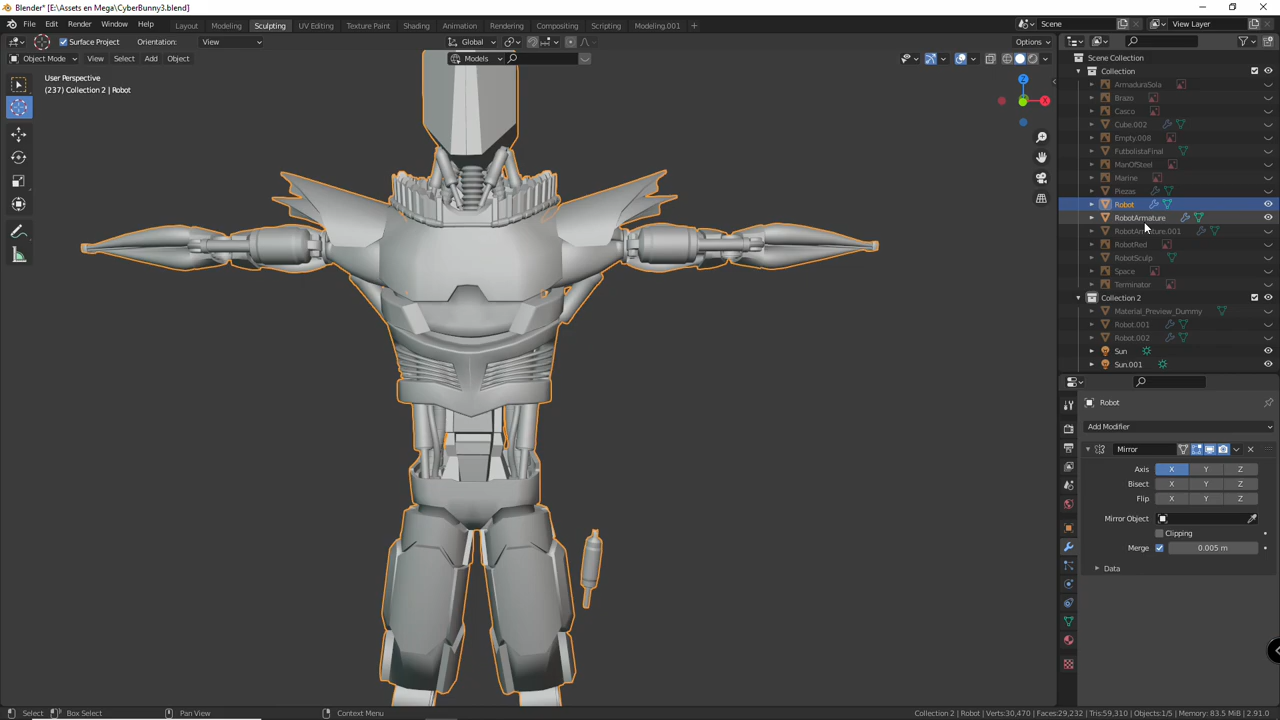 Blender* [E:\Assets en Mega\CyberBunny3.blend]
File Edit Render Window Help Layout Modeling Sculpting UV Editing Texture Paint Shading Animation Rendering Compositing Scripting Modeling.001 Scene View Layer
Surface Project Orientation: View Global Options
Object Mode View Select Add Object Models
User Perspective
(237) Collection 2 | Robot
Z
X
Scene Collection
Collection
ArmaduraSola
Brazo
Casco
Cube.002
Empty.008
FutbolistaFinal
ManOfSteel
Marine
Piezas
Robot
RobotArmature
RobotArmature.001
RobotRed
RobotSculp
Space
Terminator
Collection 2
Material_Preview_Dummy
Robot.001
Robot.002
Sun
Sun.001
Robot
Add Modifier
Mirror
Axis X Y Z
Bisect X Y Z
Flip X Y Z
Mirror Object
Clipping
Merge 0.005 m
Data
Select Box Select Pan View Context Menu Collection 2 | Robot | Verts:30,470 | Faces:29,232 | Tris:59,310 | Objects:1/5 | Memory: 83.5 MiB | 2.91.0